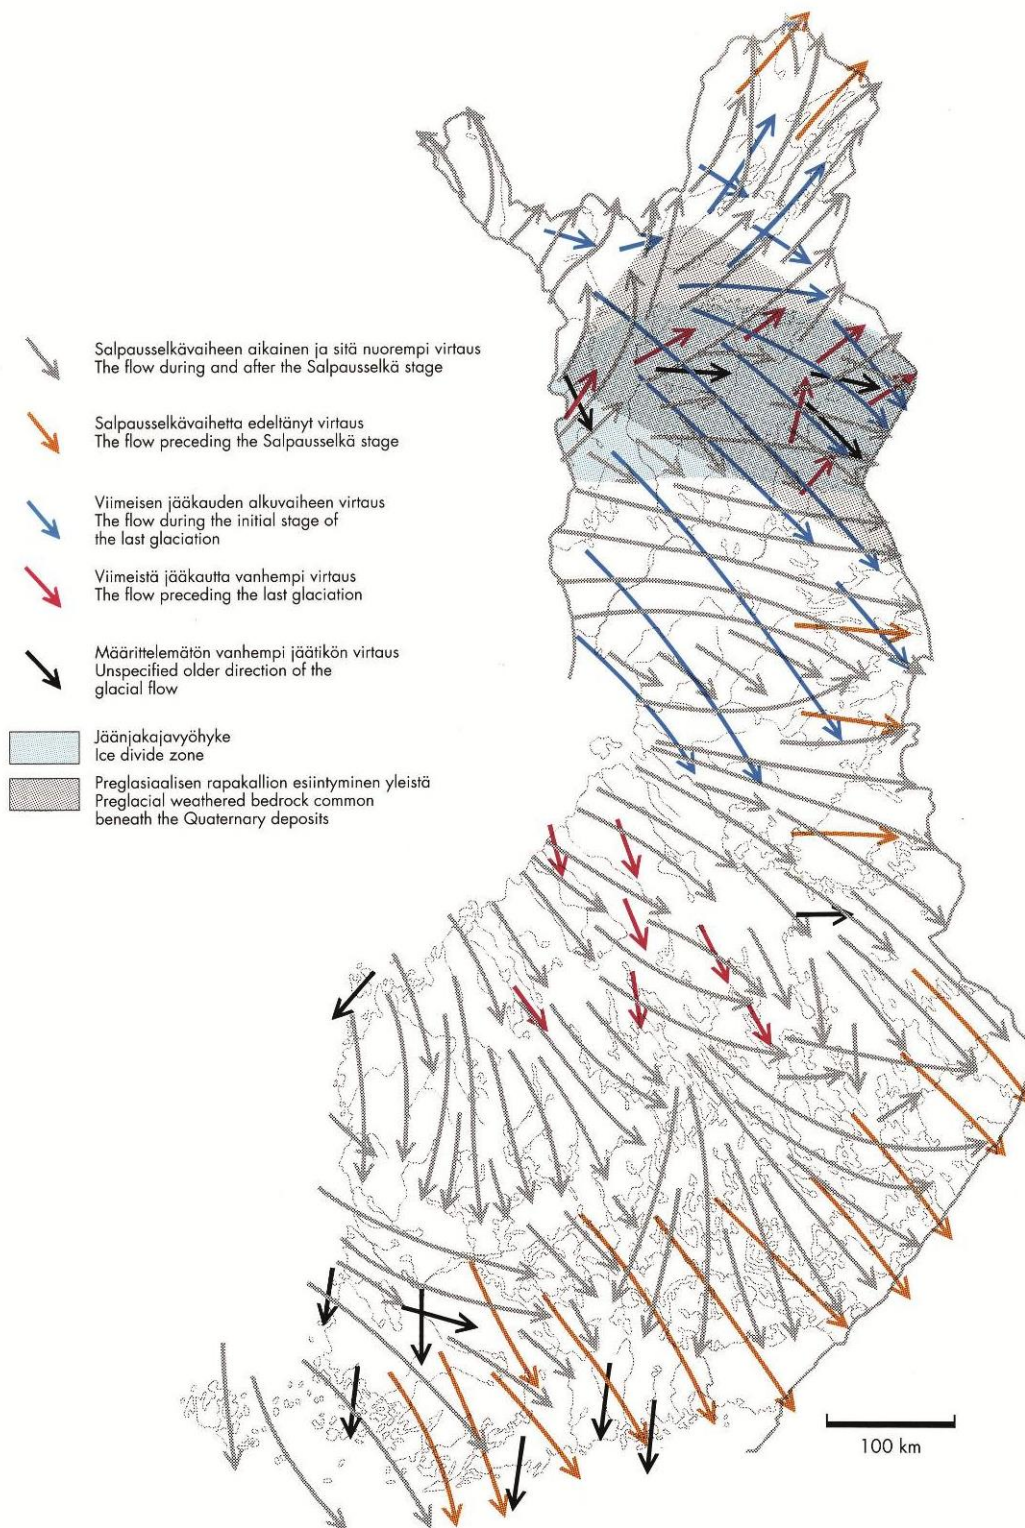 Salpausselkävaiheen aikainen ja sitä nuorempi virtaus
The flow during and after the Salpausselkä stage
Salpausselkävaihetta edeltänyt virtaus
The flow preceding the Salpausselkä stage
Viimeisen jääkauden alkuvaiheen virtaus
The flow during the initial stage of
the last glaciation
Viimeistä jääkautta vanhempi virtaus
The flow preceding the last glaciation
Määrittelemätön vanhempi jäätikön virtaus
Unspecified older direction of the
glacial flow
Jäänjakajavyöhyke
Ice divide zone
Preglasiaalisen rapakallion esiintyminen yleistä
Preglacial weathered bedrock common
beneath the Quaternary deposits
100 km